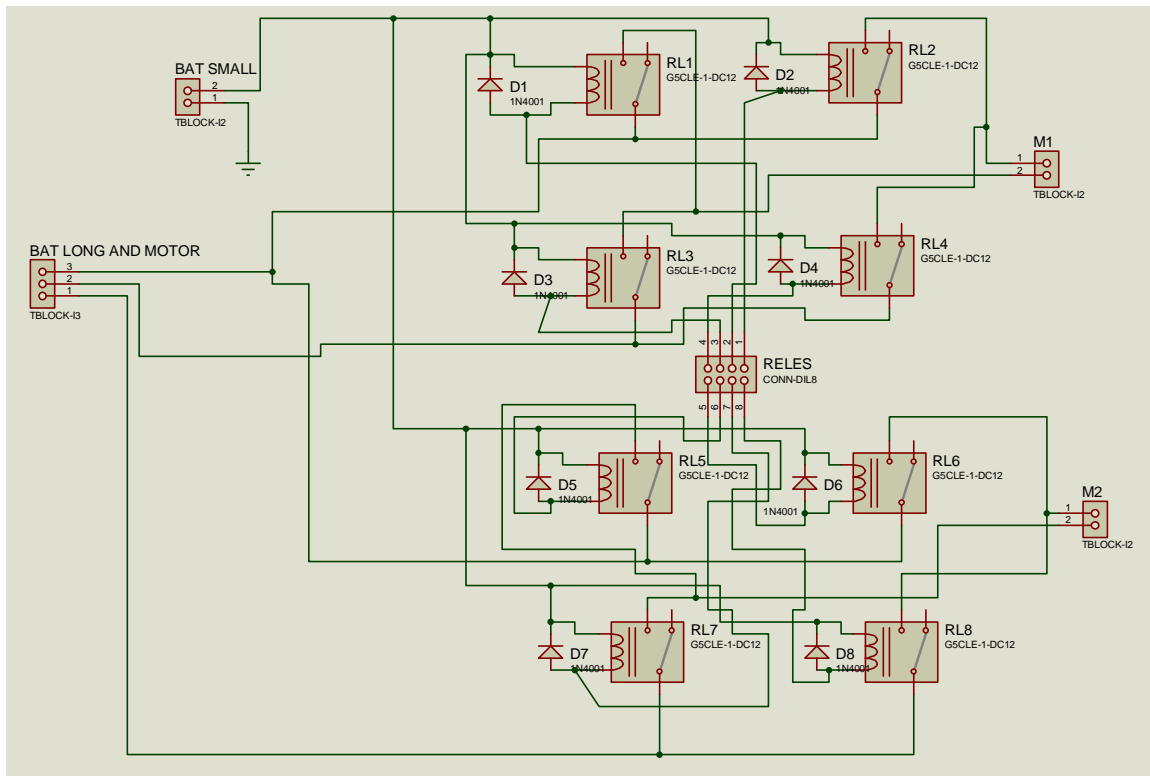 BAT SMALL
2
1
TBLOCK-I2
D1
1N4001
RL1
G5CLE-1-DC12
D2
1N4001
RL2
G5CLE-1-DC12
M1
1
2
TBLOCK-I2
BAT LONG AND MOTOR
3
2
1
TBLOCK-I3
D3
1N4001
RL3
G5CLE-1-DC12
D4
1N4001
RL4
G5CLE-1-DC12
4
3
2
1
RELES
CONN-DIL8
5
6
7
8
D5
1N4001
RL5
G5CLE-1-DC12
D6
1N4001
RL6
G5CLE-1-DC12
M2
1
2
TBLOCK-I2
D7
1N4001
RL7
G5CLE-1-DC12
D8
1N4001
RL8
G5CLE-1-DC12